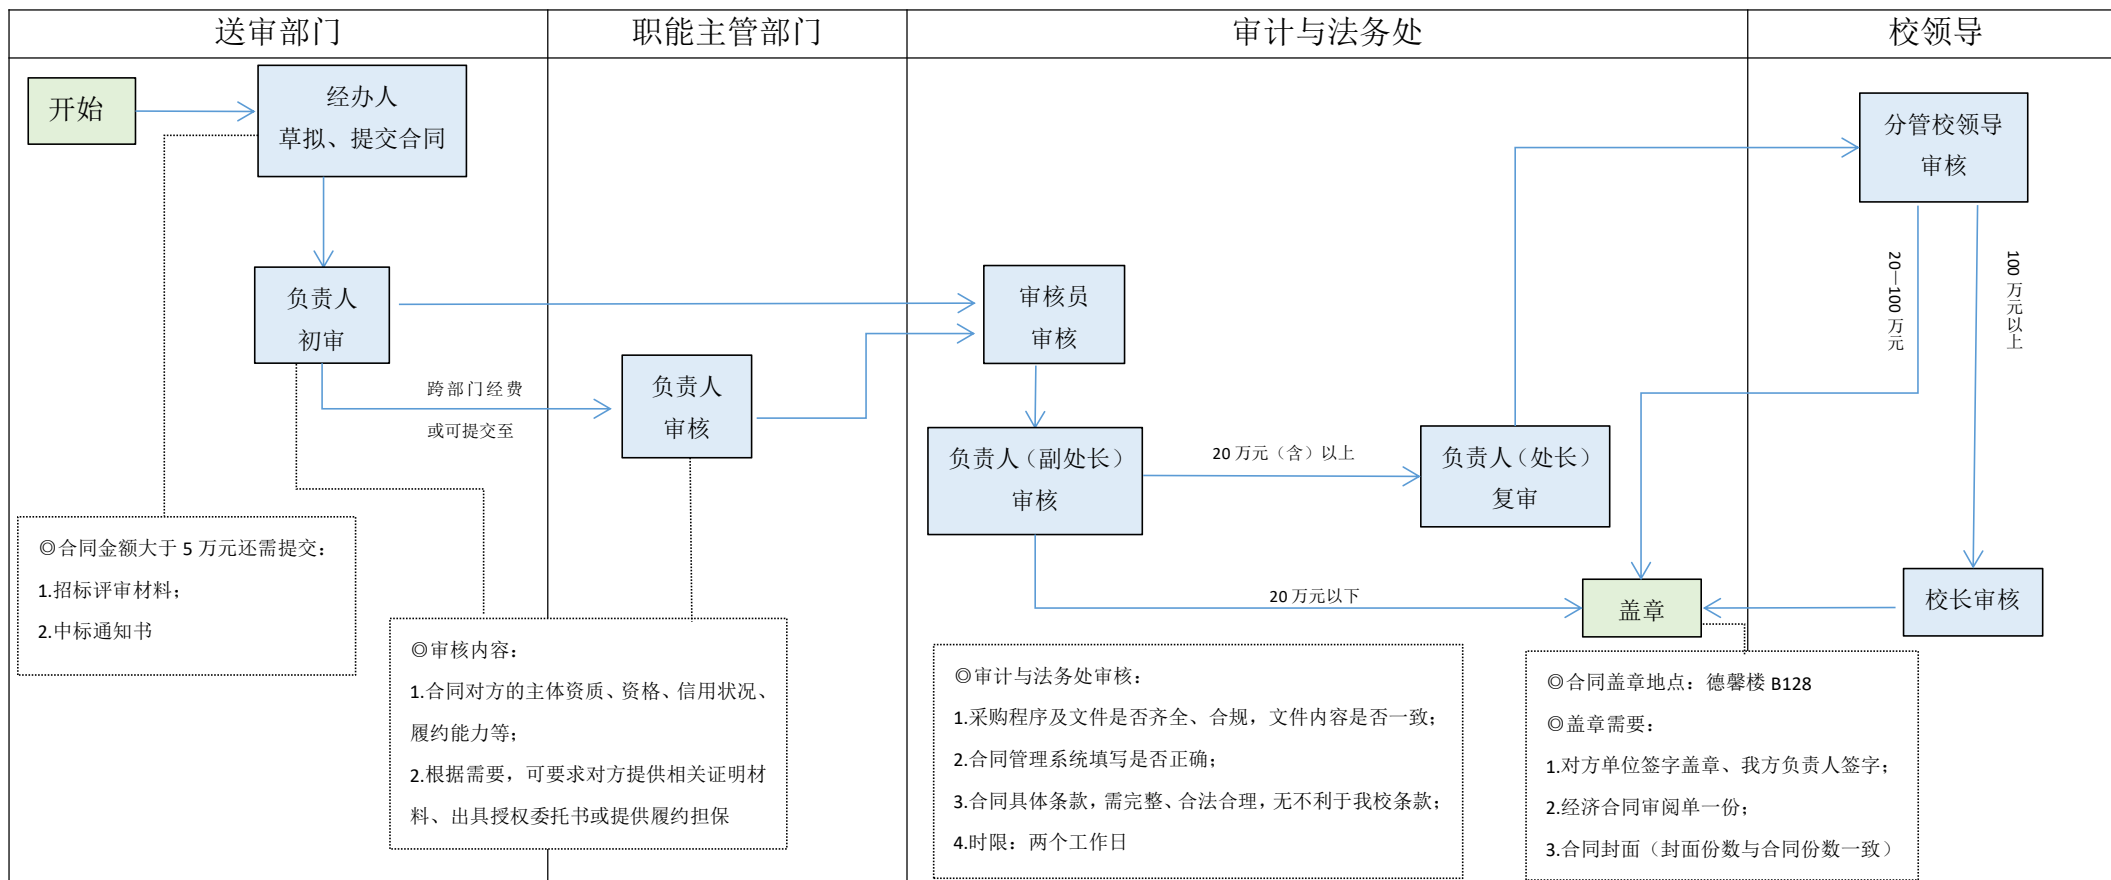 送审部门
职能主管部门
审计与法务处
校领导
开始
经办人
草拟、提交合同
分管校领导
审核
负责人
初审
审核员
审核
20—100 万元
100 万元以上
跨部门经费
或可提交至
负责人
审核
负责人（副处长）
审核
20 万元（含）以上
负责人（处长）
复审
20 万元以下
盖章
校长审核
◎合同金额大于 5 万元还需提交：
1.招标评审材料；
2.中标通知书
◎审核内容：
1.合同对方的主体资质、资格、信用状况、
履约能力等；
2.根据需要，可要求对方提供相关证明材
料、出具授权委托书或提供履约担保
◎审计与法务处审核：
1.采购程序及文件是否齐全、合规，文件内容是否一致；
2.合同管理系统填写是否正确；
3.合同具体条款，需完整、合法合理，无不利于我校条款；
4.时限：两个工作日
◎合同盖章地点：德馨楼 B128
◎盖章需要：
1.对方单位签字盖章、我方负责人签字；
2.经济合同审阅单一份；
3.合同封面（封面份数与合同份数一致）